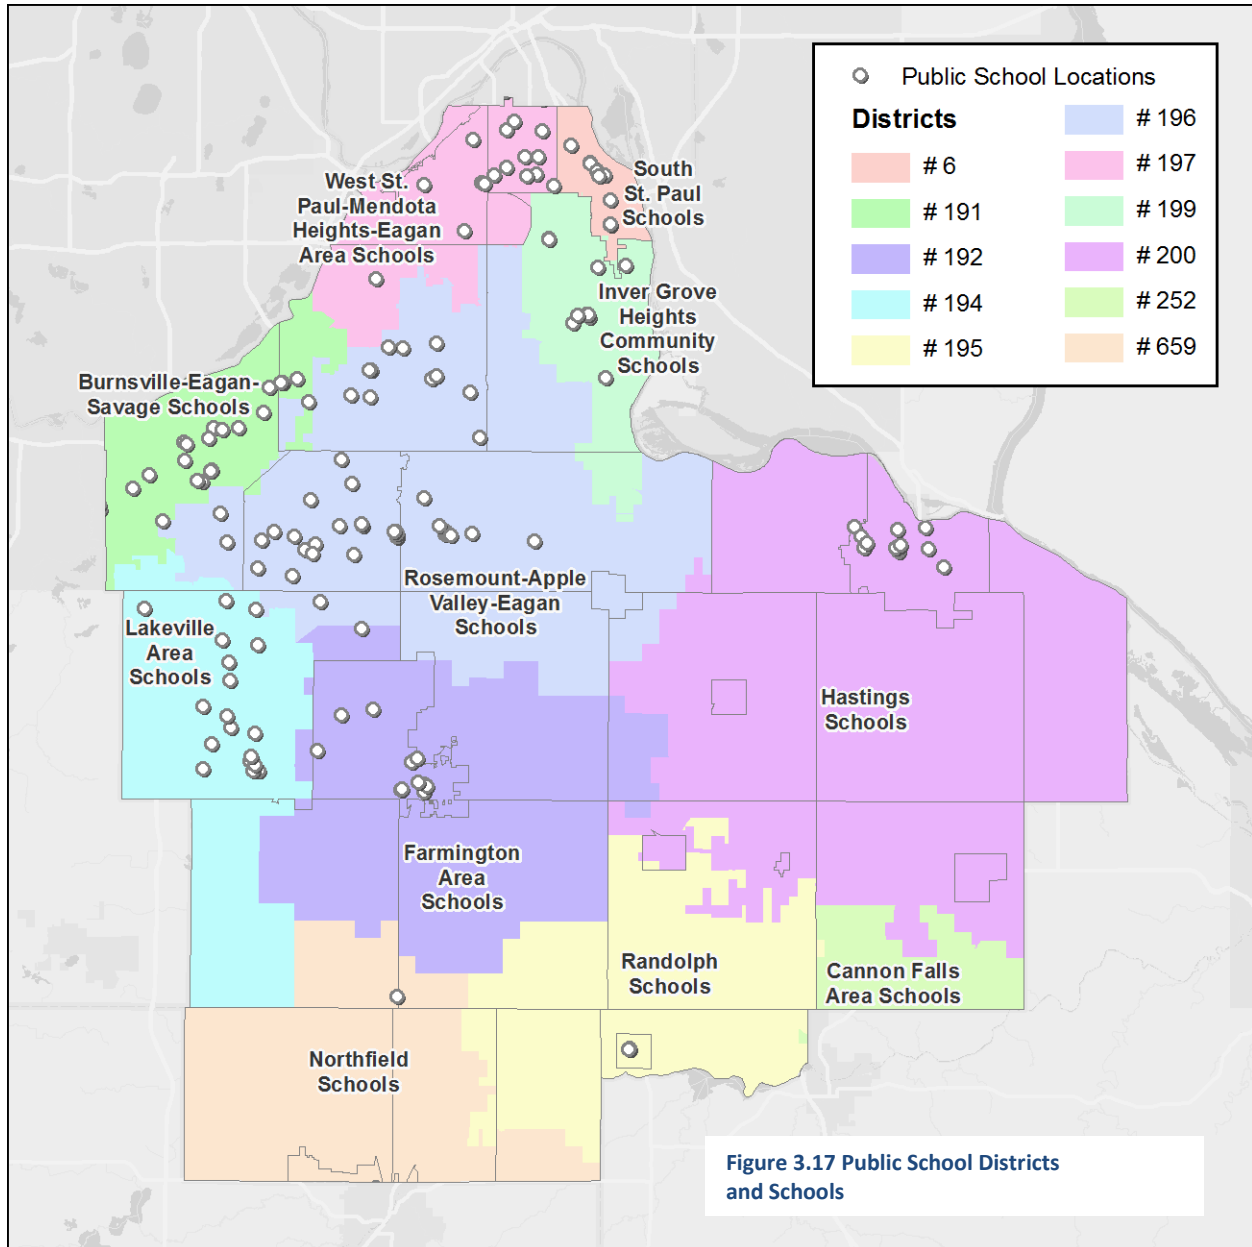 Public School Locations
Districts
# 6
# 191
# 192
# 194
# 195
# 196
# 197
# 199
# 200
# 252
# 659
West St.
Paul-Mendota
Heights-Eagan
Area Schools
South
St. Paul
Schools
Inver Grove
Heights
Community
Schools
Burnsville-Eagan-
Savage Schools
Rosemount-Apple
Valley-Eagan
Schools
Lakeville
Area
Schools
Hastings
Schools
Farmington
Area
Schools
Randolph
Schools
Cannon Falls
Area Schools
Northfield
Schools
Figure 3.17 Public School Districts
and Schools